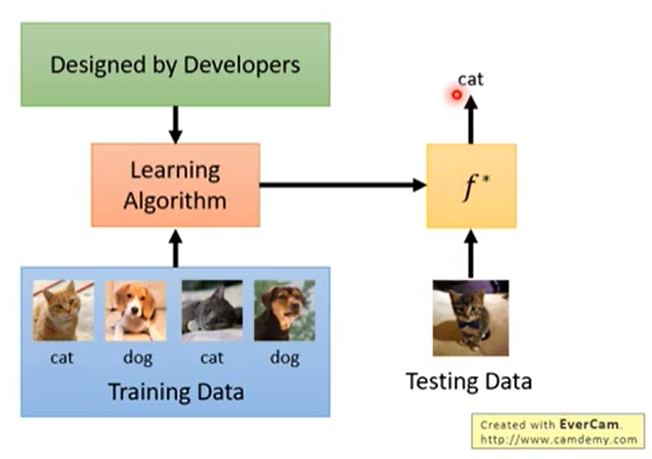 Designed by Developers
cat
Learning
Algorithm
f*
cat
dog
cat
dog
Training Data
Testing Data
Created with EverCam.
http://www.camdemy.com